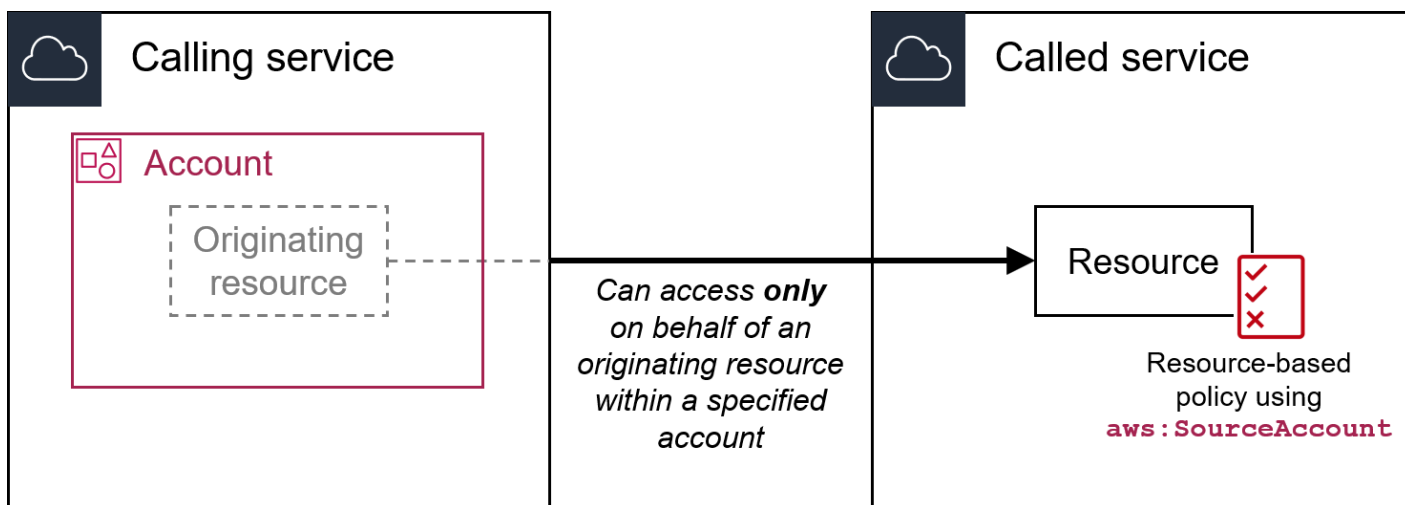 Calling service
Account
Originating
resource
Can access only
on behalf of an
originating resource
within a specified
account
Called service
Resource
Resource-based
policy using
aws:SourceAccount